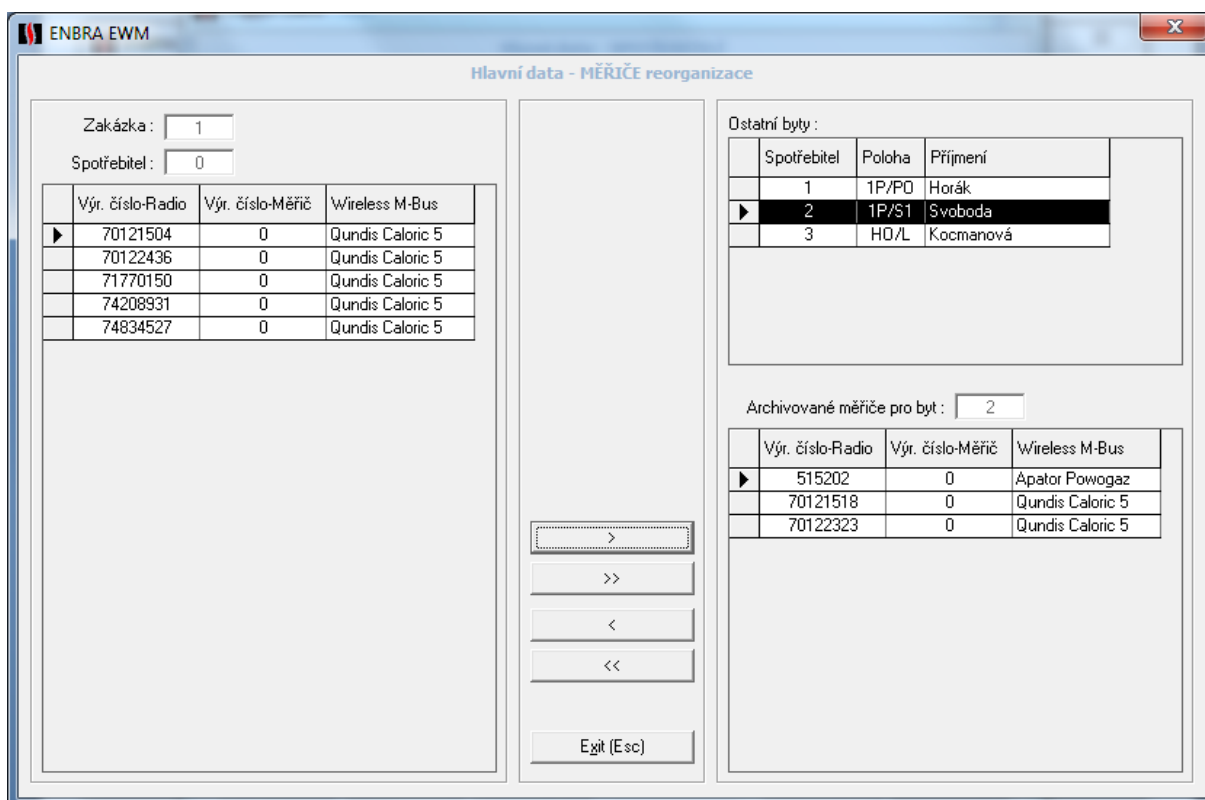 ENBRA EWM
Hlavní data - MĚŘIČE reorganizace
Zakázka : 1
Spotřebitel : 0
Výr. číslo-Radio Výr. číslo-Měřič Wireless M-Bus
70121504 0 Qundis Caloric 5
70122436 0 Qundis Caloric 5
71770150 0 Qundis Caloric 5
74208931 0 Qundis Caloric 5
74834527 0 Qundis Caloric 5
>
>>
<
<<
Exit (Esc)
Ostatní byty :
Spotřebitel Poloha Příjmení
1 1P/P0 Horák
2 1P/S1 Svoboda
3 H0/L Kocmanová
Archivované měřiče pro byt : 2
Výr. číslo-Radio Výr. číslo-Měřič Wireless M-Bus
515202 0 Apator Powogaz
70121518 0 Qundis Caloric 5
70122323 0 Qundis Caloric 5